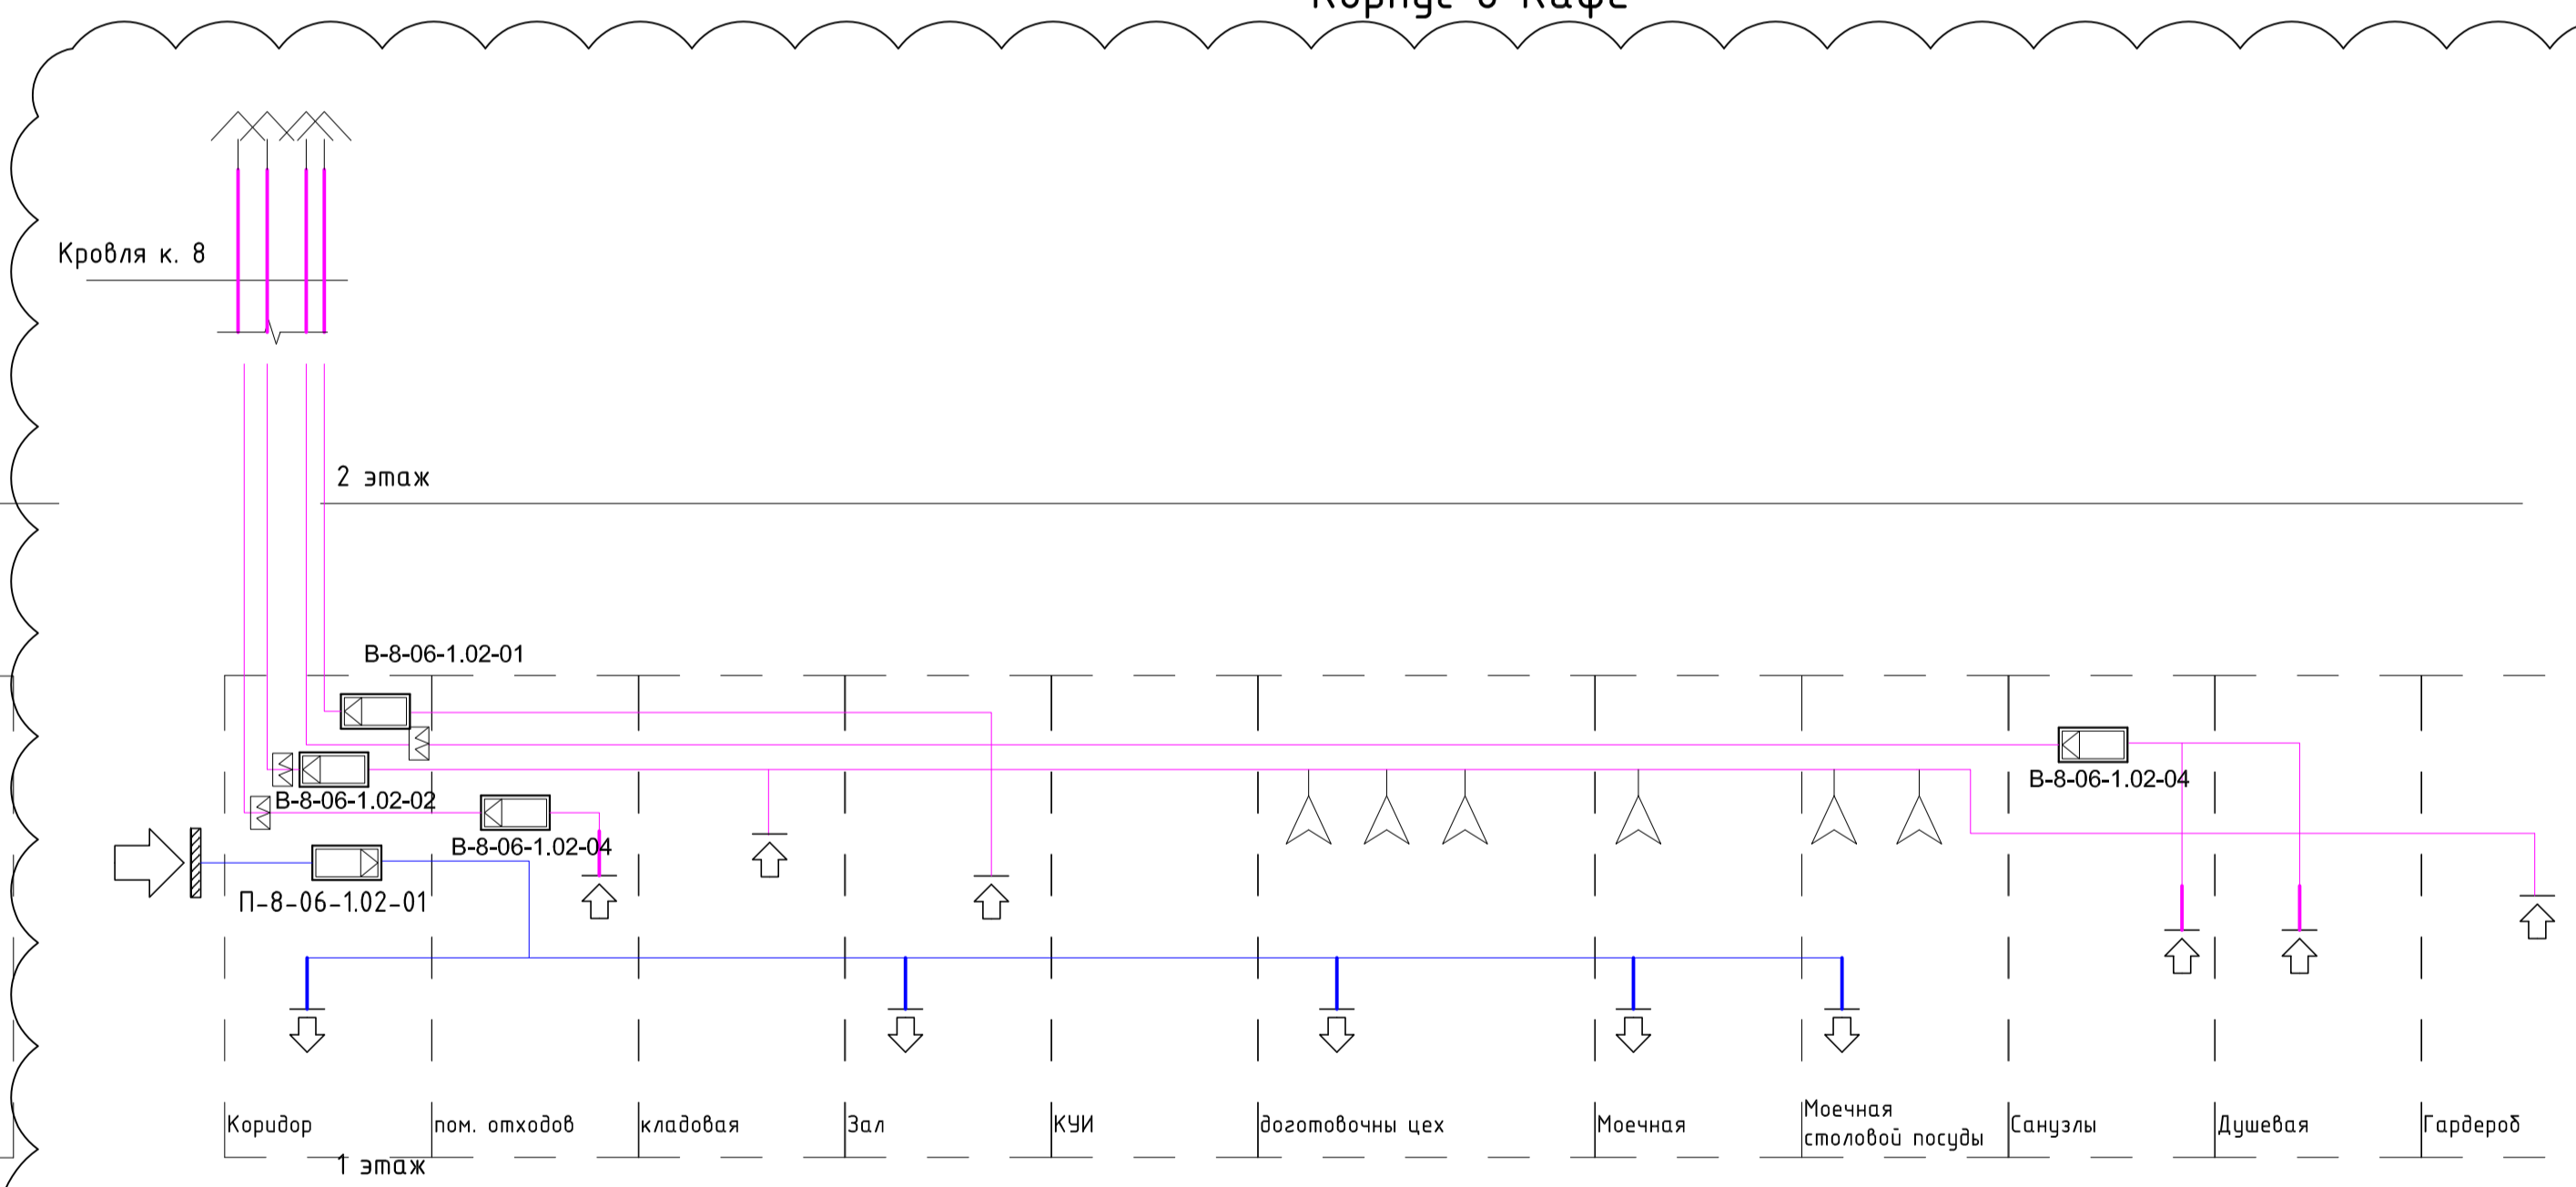 Кровля к. 8
2 этаж
В-8-06-1.02-01
В-8-06-1.02-04
В-8-06-1.02-02
В-8-06-1.02-04
П-8-06-1.02-01
Коридор
пом. отходов
кладовая
Зал
КУИ
доготовочны цех
Моечная
Моечная
столовой посуды
Санузлы
Душевая
Гардероб
1 этаж